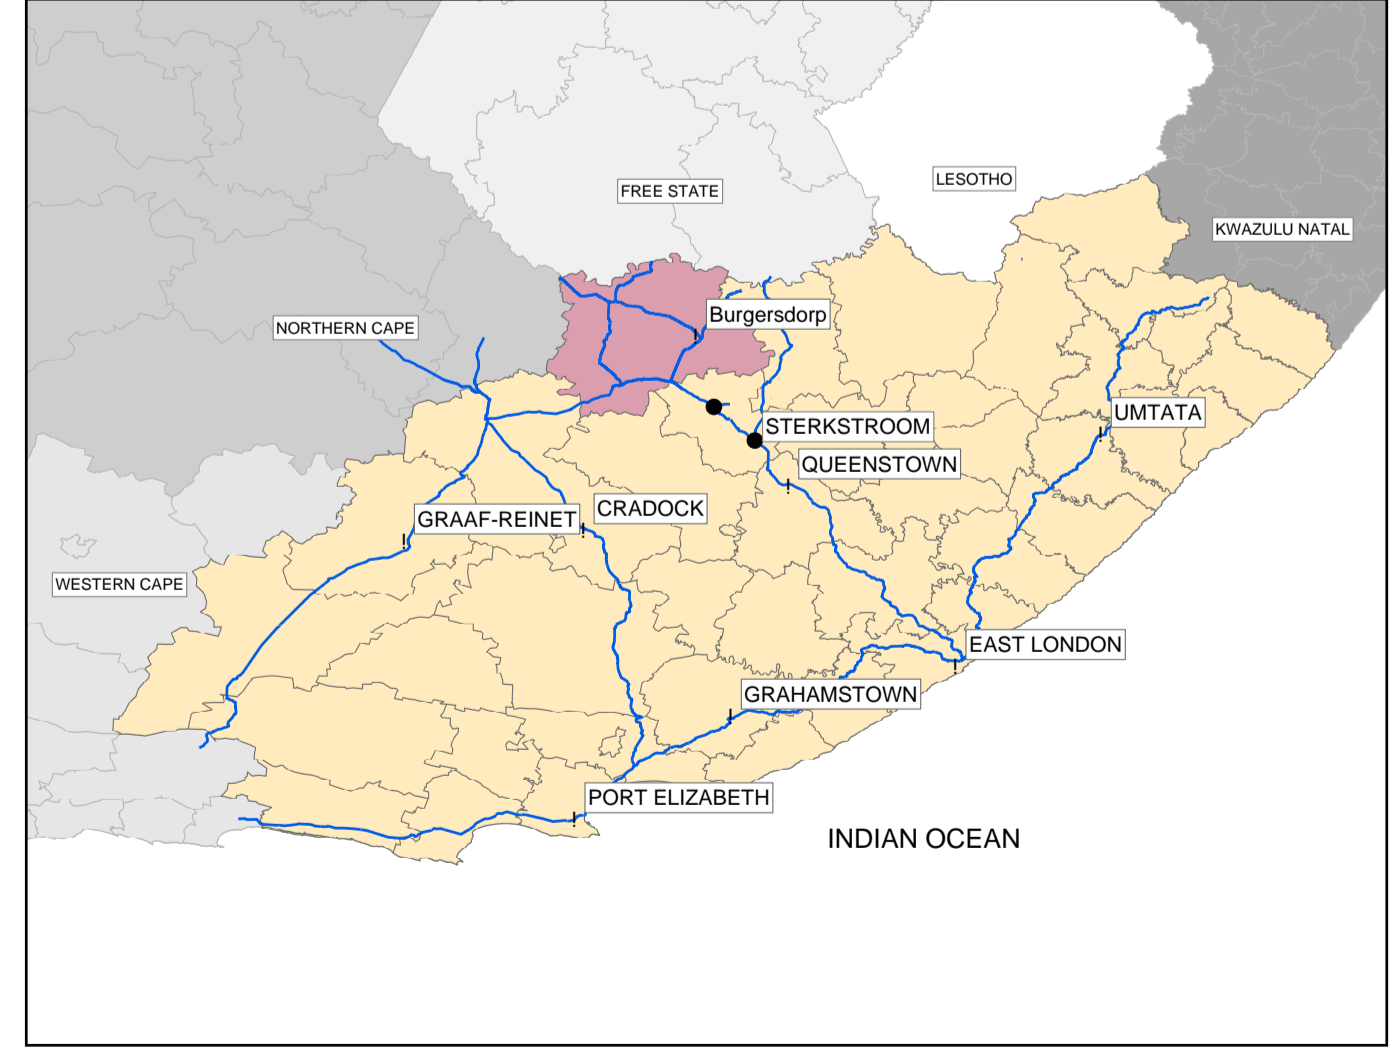 LESOTHO
FREE STATE
KWAZULU NATAL
Burgersdorp
NORTHERN CAPE
UMTATA
STERKSTROOM
QUEENSTOWN
CRADOCK
GRAAF-REINET
WESTERN CAPE
EAST LONDON
GRAHAMSTOWN
PORT ELIZABETH
INDIAN OCEAN